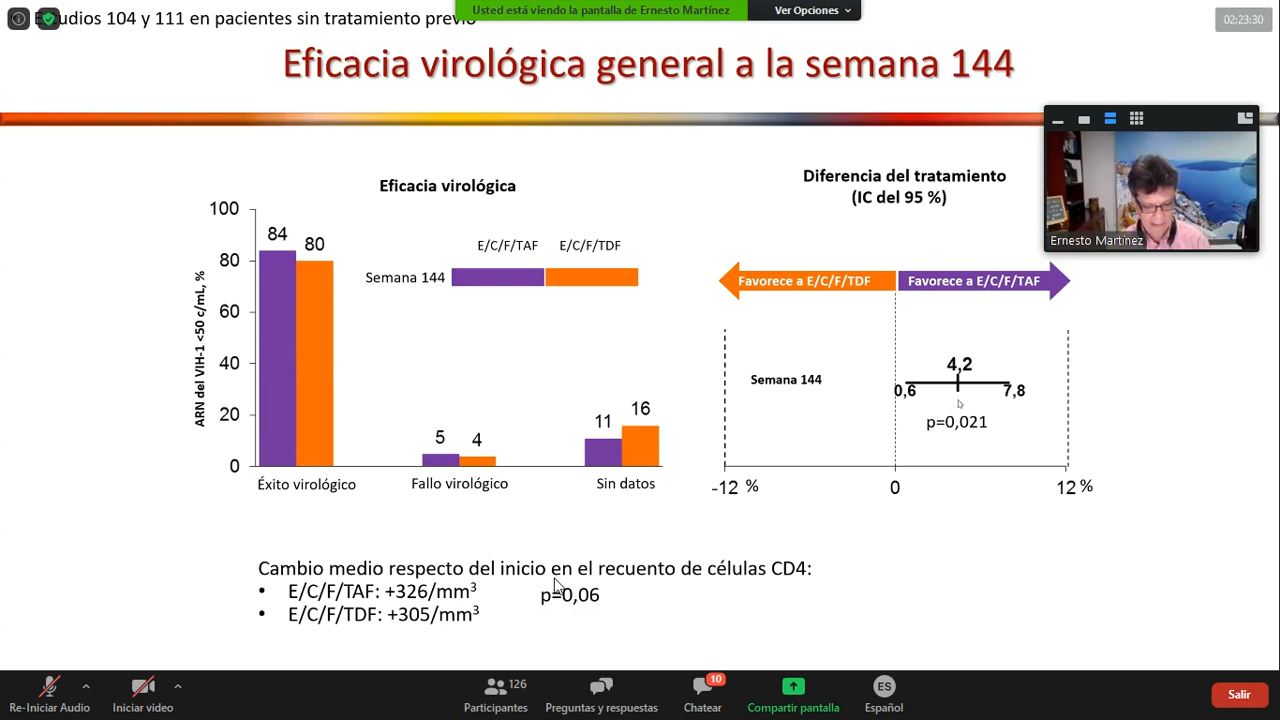 Estudios 104 y 111 en pacientes sin tratamiento previo
Usted está viendo la pantalla de Ernesto Martínez
Ver Opciones
02:23:30
Eficacia virológica general a la semana 144
Ernesto Martínez
Eficacia virológica
ARN del VIH-1 <50 c/mL, %
100
80
60
40
20
0
E/C/F/TAF
E/C/F/TDF
Semana 144
84
80
5
4
11
16
Éxito virológico
Fallo virológico
Sin datos
Diferencia del tratamiento
(IC del 95 %)
Favorece a E/C/F/TDF
Favorece a E/C/F/TAF
Semana 144
4,2
0,6
7,8
p=0,021
-12 %
0
12 %
Cambio medio respecto del inicio en el recuento de células CD4:
• E/C/F/TAF: +326/mm³
p=0,06
• E/C/F/TDF: +305/mm³
Re-Iniciar Audio
Iniciar video
126
Participantes
Preguntas y respuestas
10
Chatear
Compartir pantalla
ES
Español
Salir